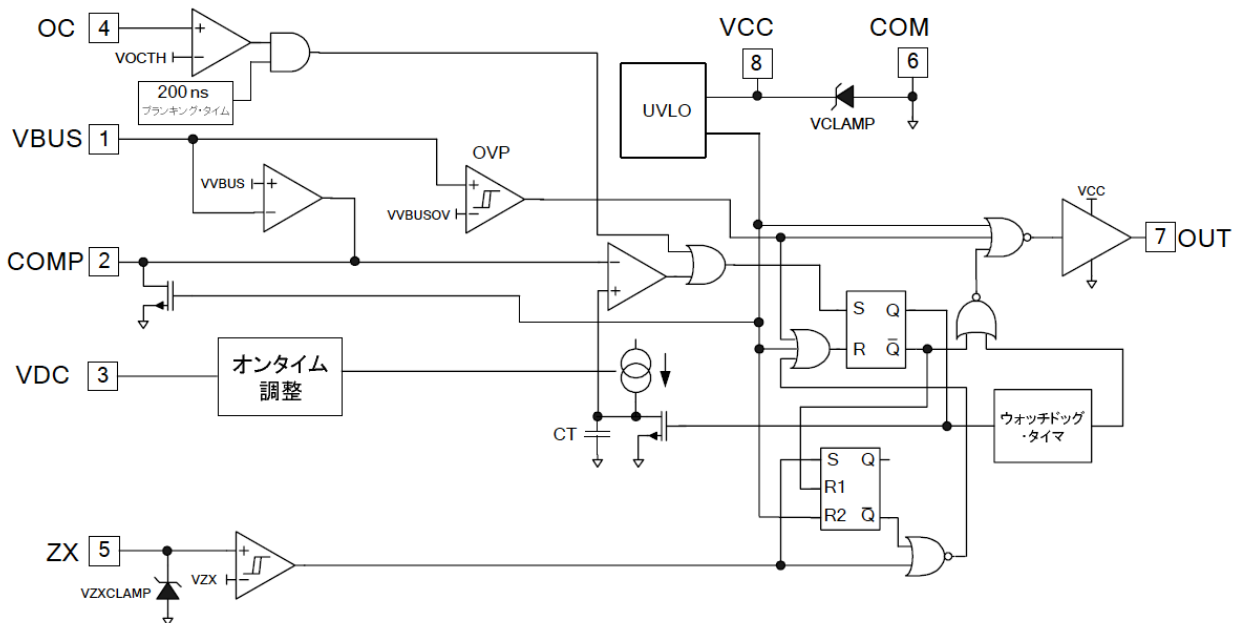 OC 4
+
VOCTH
−
200 ns
ブランキング・タイム
VCC
8
COM
6
UVLO
VCLAMP
VBUS 1
OVP
VVBUS
+
−
+
VVBUSOV
−
VCC
7 OUT
COMP 2
−
+
S Q
R Q
VDC 3
オンタイム
調整
CT
ウォッチドッグ
・タイマ
S Q
R1
R2 Q
ZX 5
+
VZX
−
VZXCLAMP